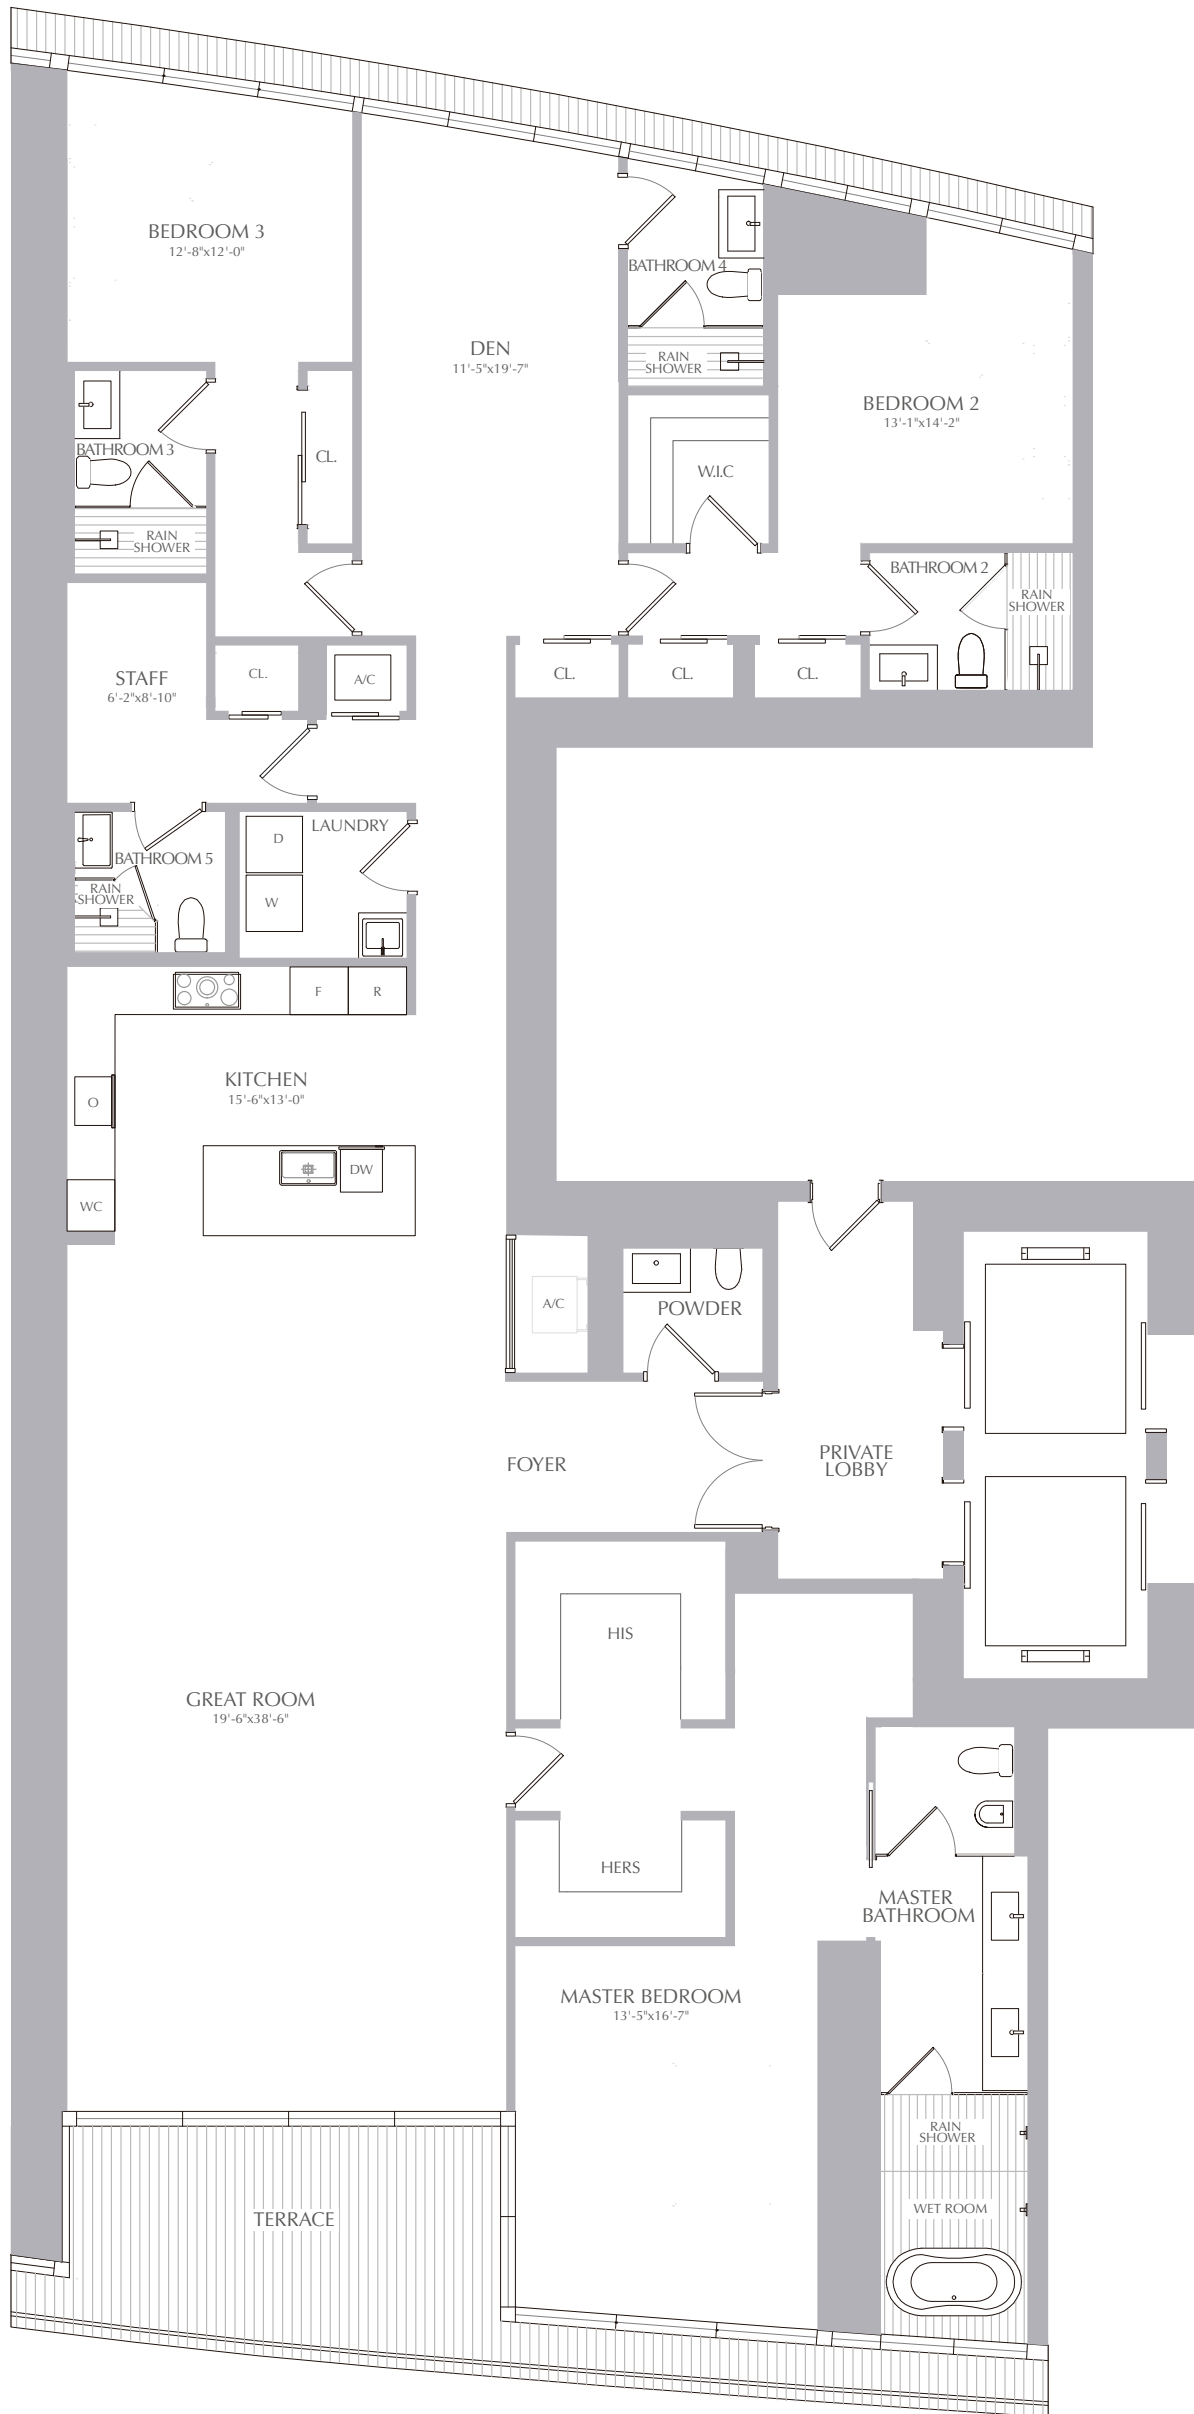 BEDROOM 3
12'-8"x12'-0"
BATHROOM 4
RAIN
SHOWER
DEN
11'-5"x19'-7"
BEDROOM 2
13'-1"x14'-2"
BATHROOM 3
CL.
W.I.C
RAIN
SHOWER
BATHROOM 2
RAIN
SHOWER
STAFF
6'-2"x8'-10"
CL.
A/C
CL.
CL.
CL.
LAUNDRY
D
BATHROOM 5
RAIN
SHOWER
W
F
R
KITCHEN
15'-6"x13'-0"
O
DW
WC
A/C
POWDER
FOYER
PRIVATE
LOBBY
HIS
GREAT ROOM
19'-6"x38'-6"
HERS
MASTER
BATHROOM
MASTER BEDROOM
13'-5"x16'-7"
RAIN
SHOWER
WET ROOM
TERRACE